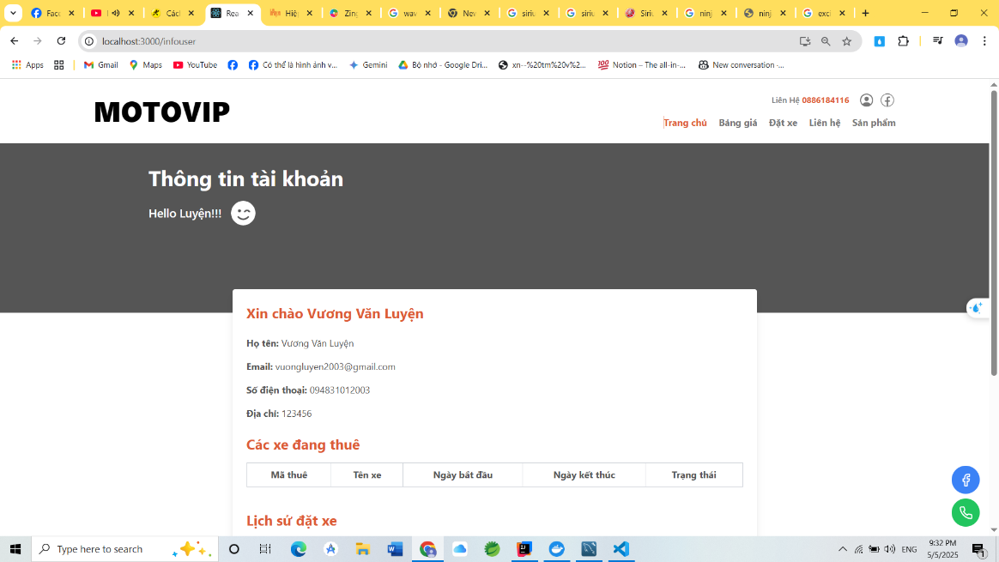 Face
Các
Rea
Hiệ
Zing
wav
Nev
siriu
siriu
Siriu
ninj
ninj
exci
localhost:3000/infouser
Apps
Gmail
Maps
YouTube
Có thể là hình ảnh v...
Gemini
Bộ nhớ - Google Dri...
xn--%20tm%20v%2...
Notion – The all-in-...
New conversation -...
MOTOVIP
Liên Hệ 0886184116
Trang chủ Bảng giá Đặt xe Liên hệ Sản phẩm
Thông tin tài khoản
Hello Luyện!!!
Xin chào Vương Văn Luyện
Họ tên: Vương Văn Luyện
Email: vuongluyen2003@gmail.com
Số điện thoại: 094831012003
Địa chỉ: 123456
Các xe đang thuê
Mã thuê Tên xe Ngày bắt đầu Ngày kết thúc Trạng thái
Lịch sử đặt xe
Type here to search
ENG
9:32 PM
5/5/2025
1